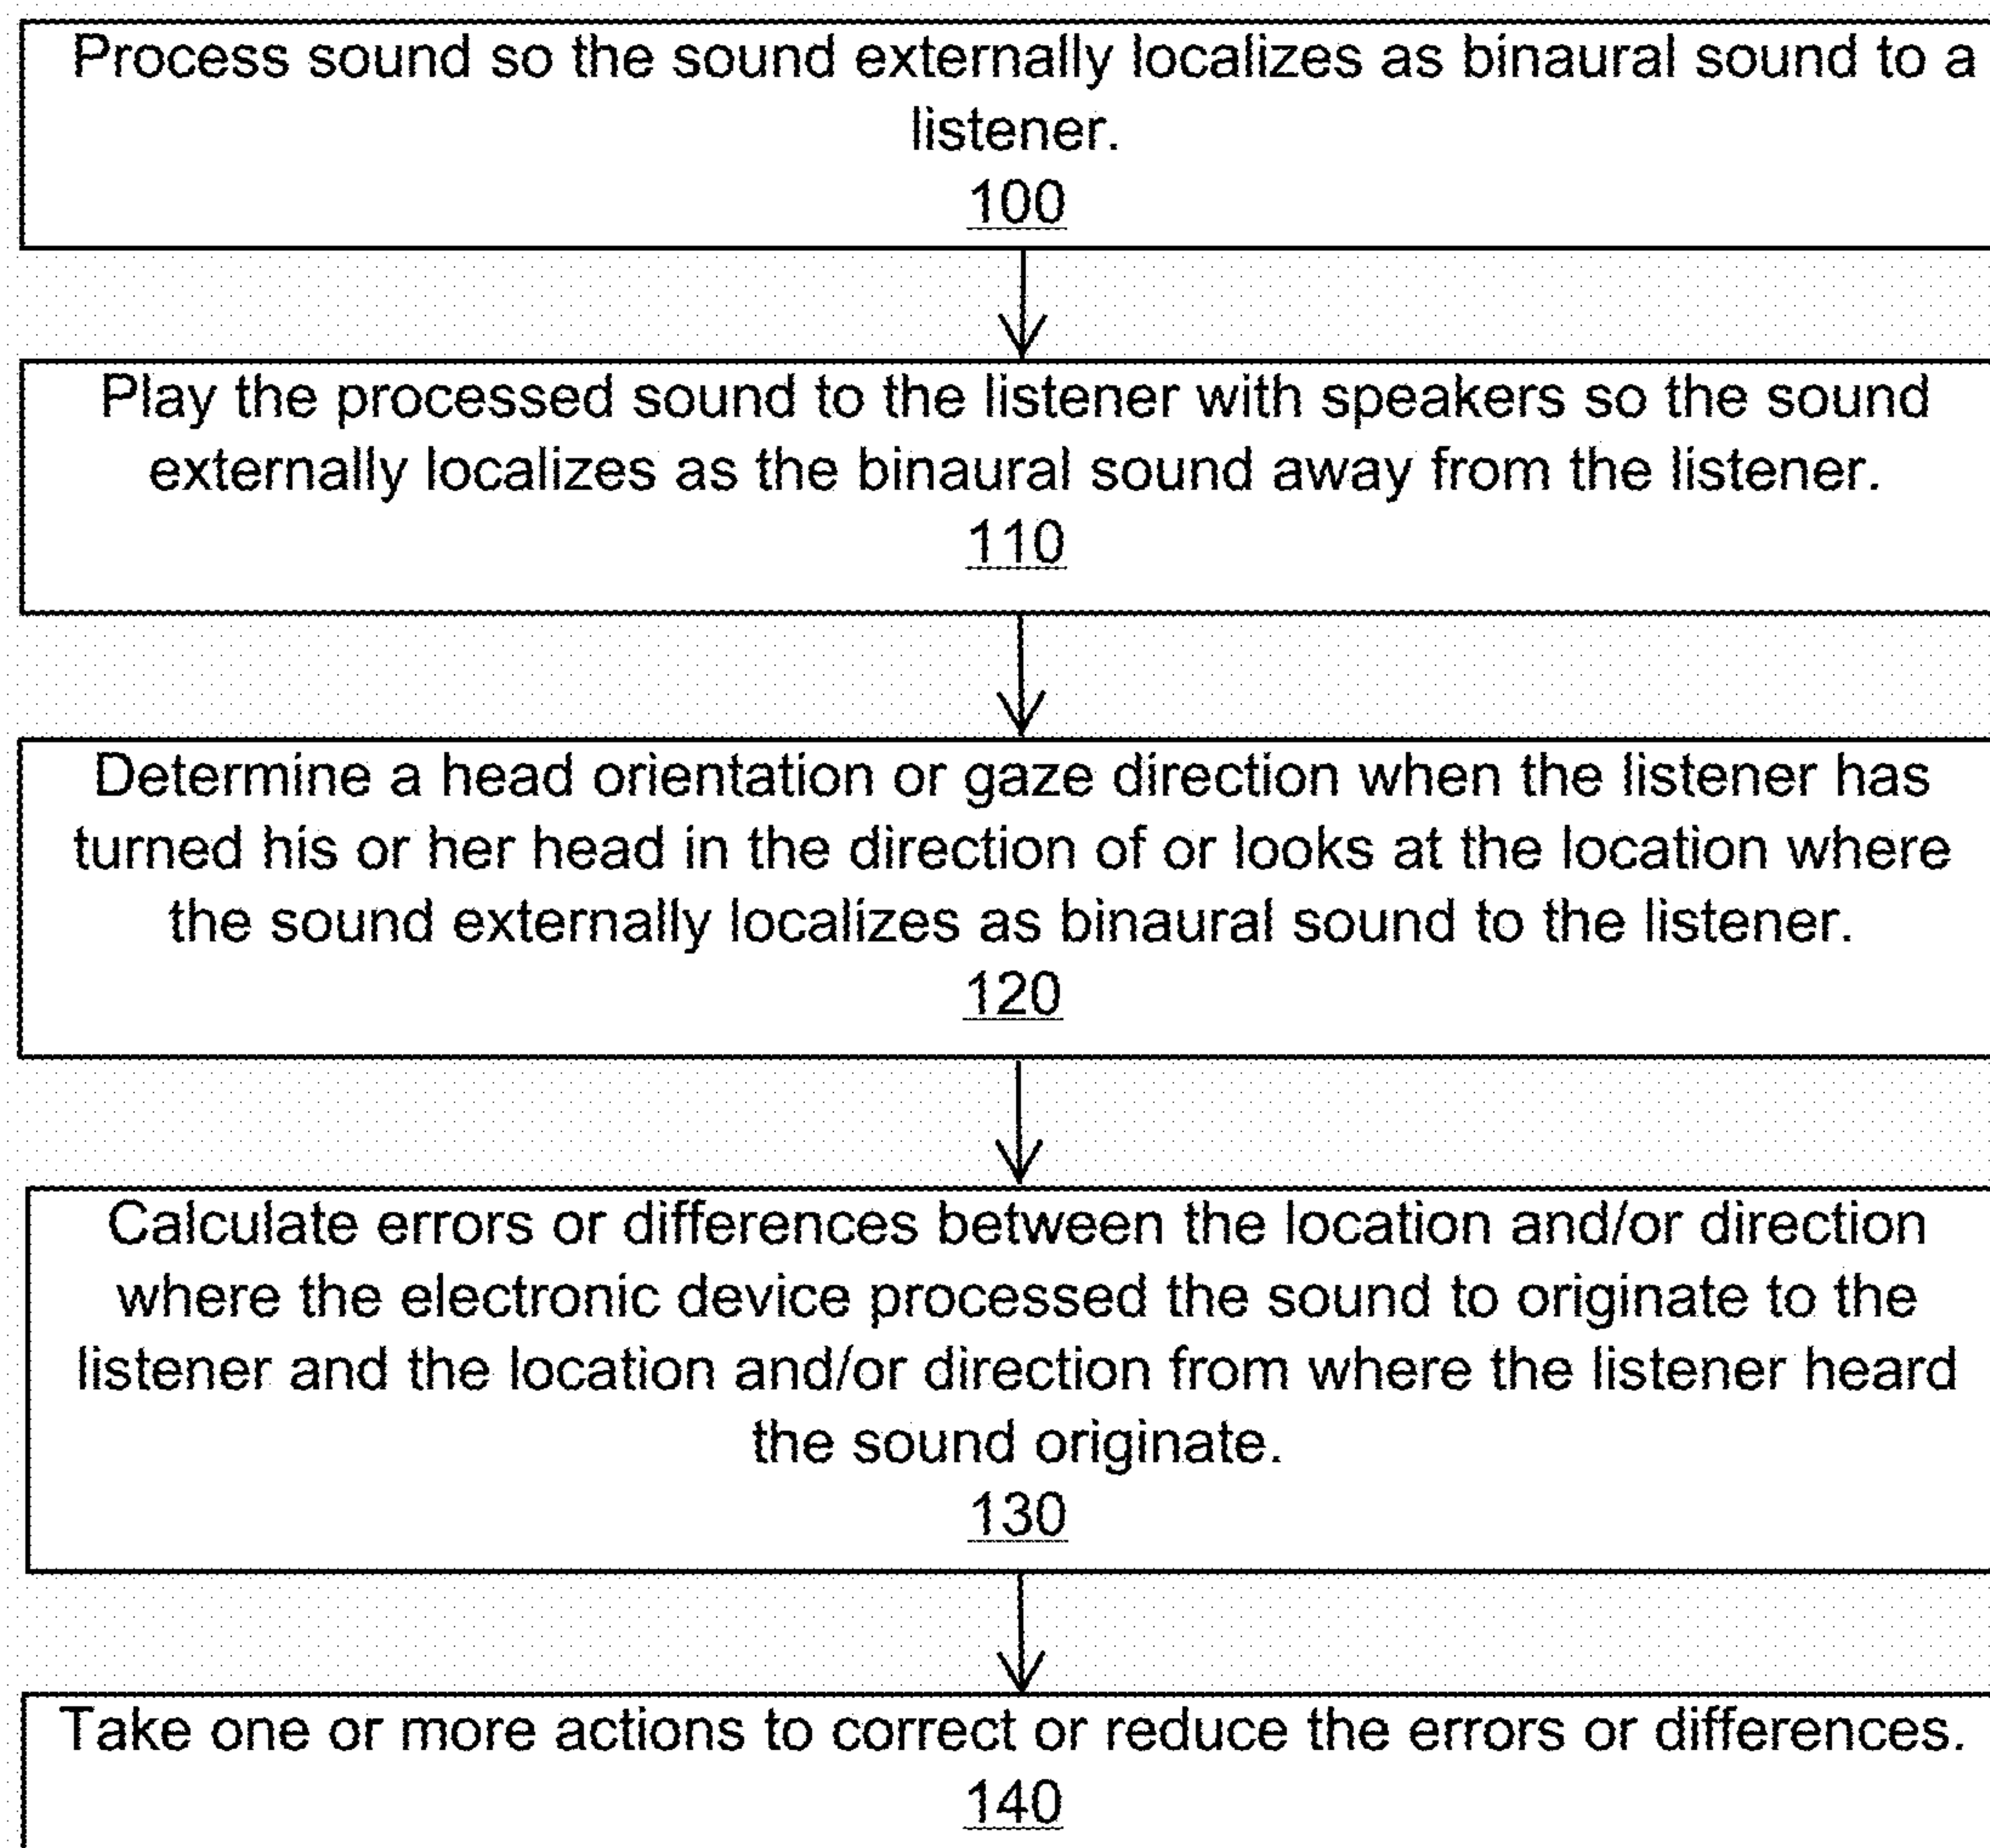 Process sound so the sound externally localizes as binaural sound to a
listener.
100
Play the processed sound to the listener with speakers so the sound
externally localizes as the binaural sound away from the listener.
110
Determine a head orientation or gaze direction when the listener has
turned his or her head in the direction of or looks at the location where
the sound externally localizes as binaural sound to the listener.
120
Calculate errors or differences between the location and/or direction
where the electronic device processed the sound to originate to the
listener and the location and/or direction from where the listener heard
the sound originate.
130
Take one or more actions to correct or reduce the errors or differences.
140